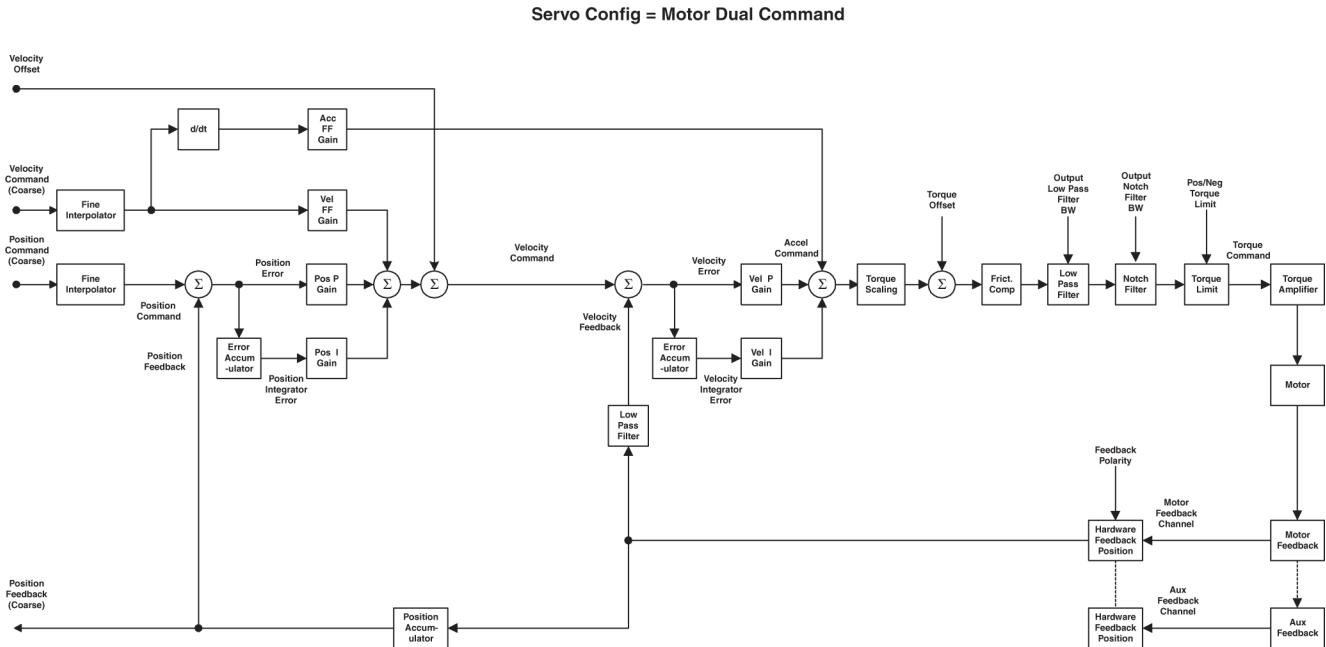 Servo Config = Motor Dual Command
Velocity
Offset
d/dt
Acc
FF
Gain
Velocity
Command
(Coarse)
Fine
Interpolator
Vel
FF
Gain
Torque
Offset
Output
Low Pass
Filter
BW
Output
Notch
Filter
BW
Pos/Neg
Torque
Limit
Position
Command
(Coarse)
Fine
Interpolator
Position
Command
Σ
Position
Error
Pos P
Gain
Σ
Σ
Velocity
Command
Σ
Velocity
Error
Vel P
Gain
Accel
Command
Σ
Torque
Scaling
Σ
Frict.
Comp
Low
Pass
Filter
Notch
Filter
Torque
Limit
Torque
Command
Torque
Amplifier
Position
Feedback
Error
Accum
-ulator
Position
Integrator
Error
Pos I
Gain
Velocity
Feedback
Error
Accum
-ulator
Velocity
Integrator
Error
Vel I
Gain
Motor
Low
Pass
Filter
Feedback
Polarity
Hardware
Feedback
Position
Motor
Feedback
Channel
Motor
Feedback
Position
Feedback
(Coarse)
Position
Accum-
ulator
Hardware
Feedback
Position
Aux
Feedback
Channel
Aux
Feedback